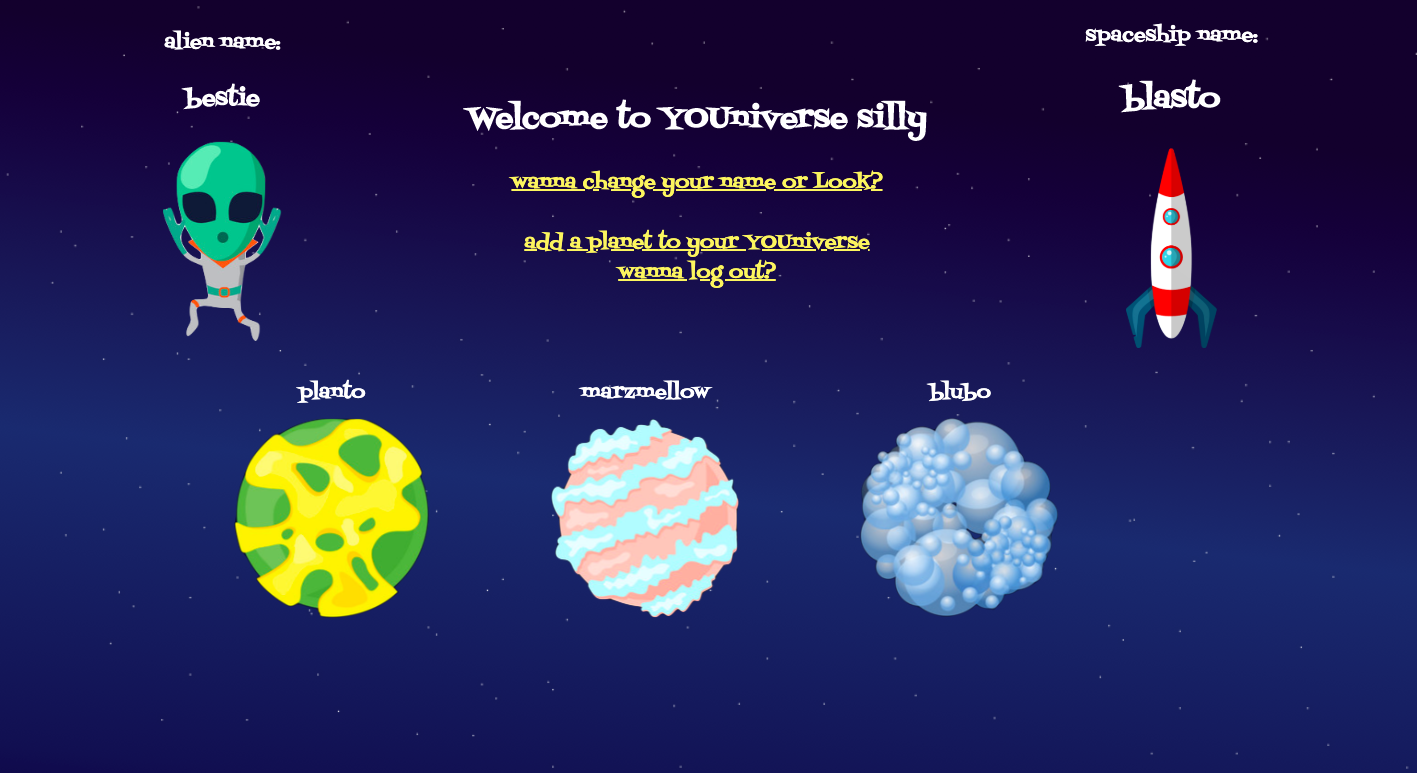 alien name:
bestie
Welcome to YOUniverse silly
wanna change your name or Look?
add a planet to your YOUniverse
wanna log out?
spaceship name:
blasto
planto
marzmellow
blubo